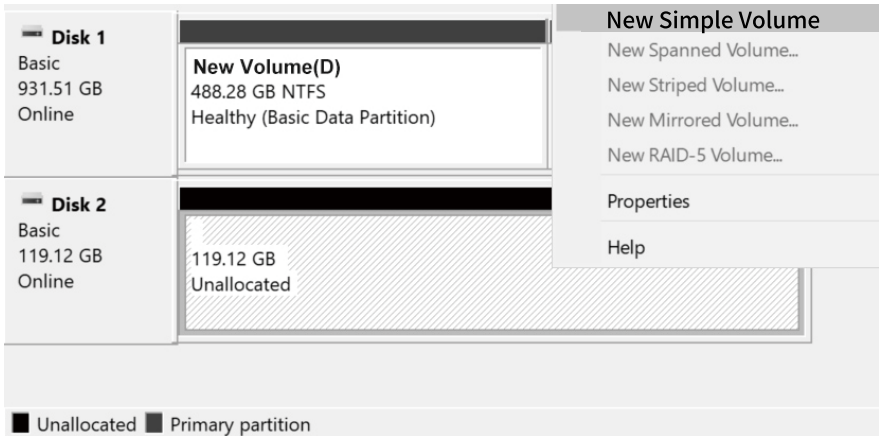 Disk 1
Basic
931.51 GB
Online
New Volume(D)
488.28 GB NTFS
Healthy (Basic Data Partition)
New Simple Volume
New Spanned Volume...
New Striped Volume...
New Mirrored Volume...
New RAID-5 Volume...
Properties
Help
Disk 2
Basic
119.12 GB
Online
119.12 GB
Unallocated
Unallocated Primary partition